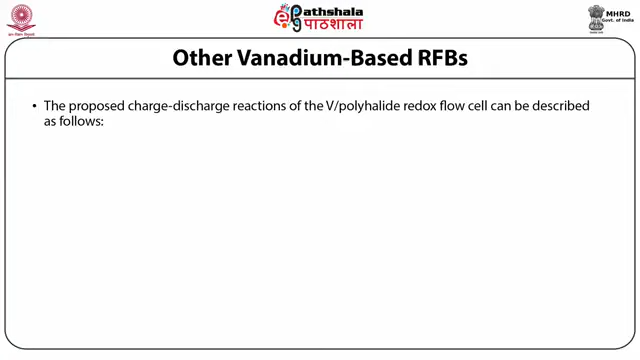 Pathshala
पाठशाला
MHRD
Govt. of India
Other Vanadium-Based RFBs
• The proposed charge-discharge reactions of the V/polyhalide redox flow cell can be described
as follows: